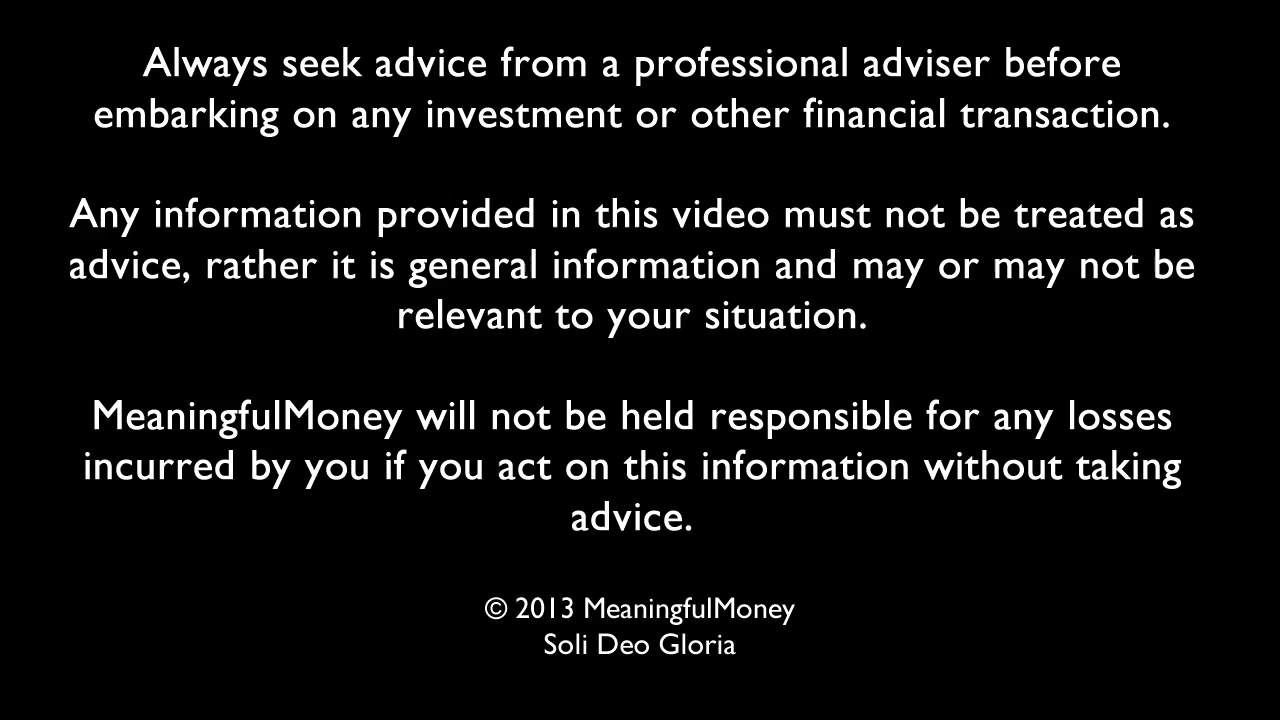 Always seek advice from a professional adviser before
embarking on any investment or other financial transaction.
Any information provided in this video must not be treated as
advice, rather it is general information and may or may not be
relevant to your situation.
MeaningfulMoney will not be held responsible for any losses
incurred by you if you act on this information without taking
advice.
© 2013 MeaningfulMoney
Soli Deo Gloria